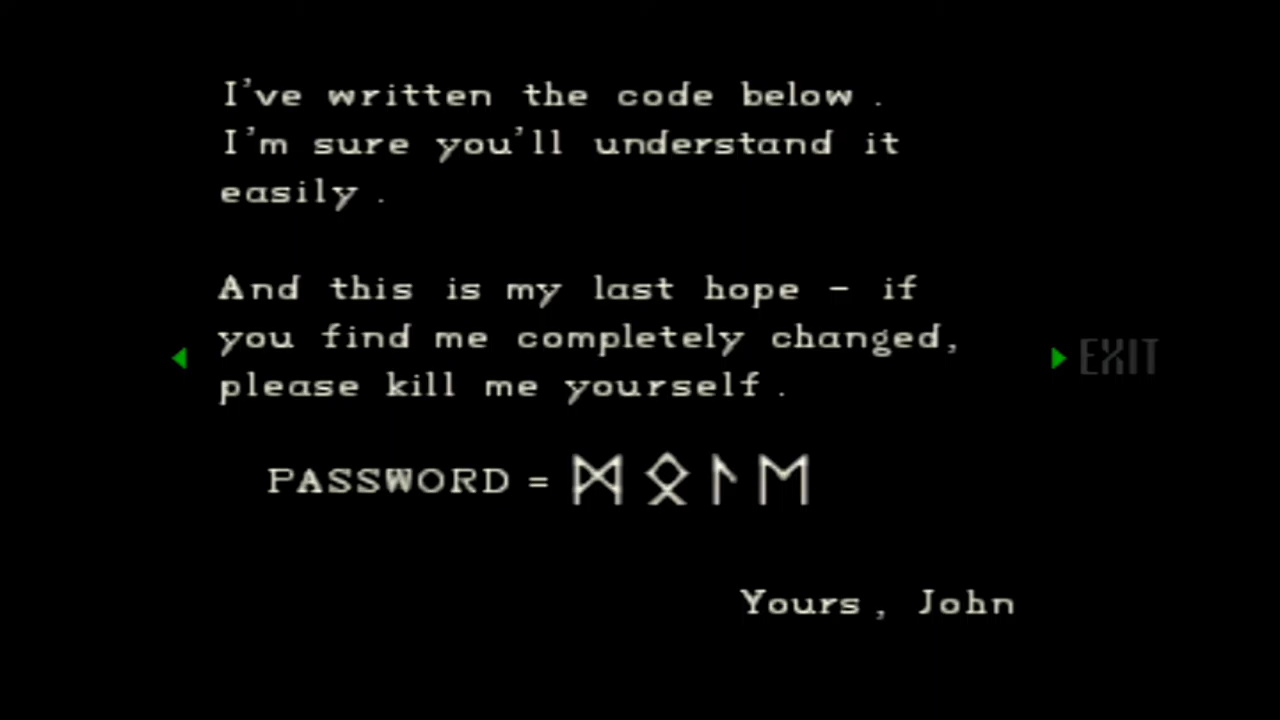 I've written the code below.
I'm sure you'll understand it
easily.
And this is my last hope - if
you find me completely changed,
please kill me yourself.
EXIT
PASSWORD = ᛞᛟᛚᛖ
Yours, John